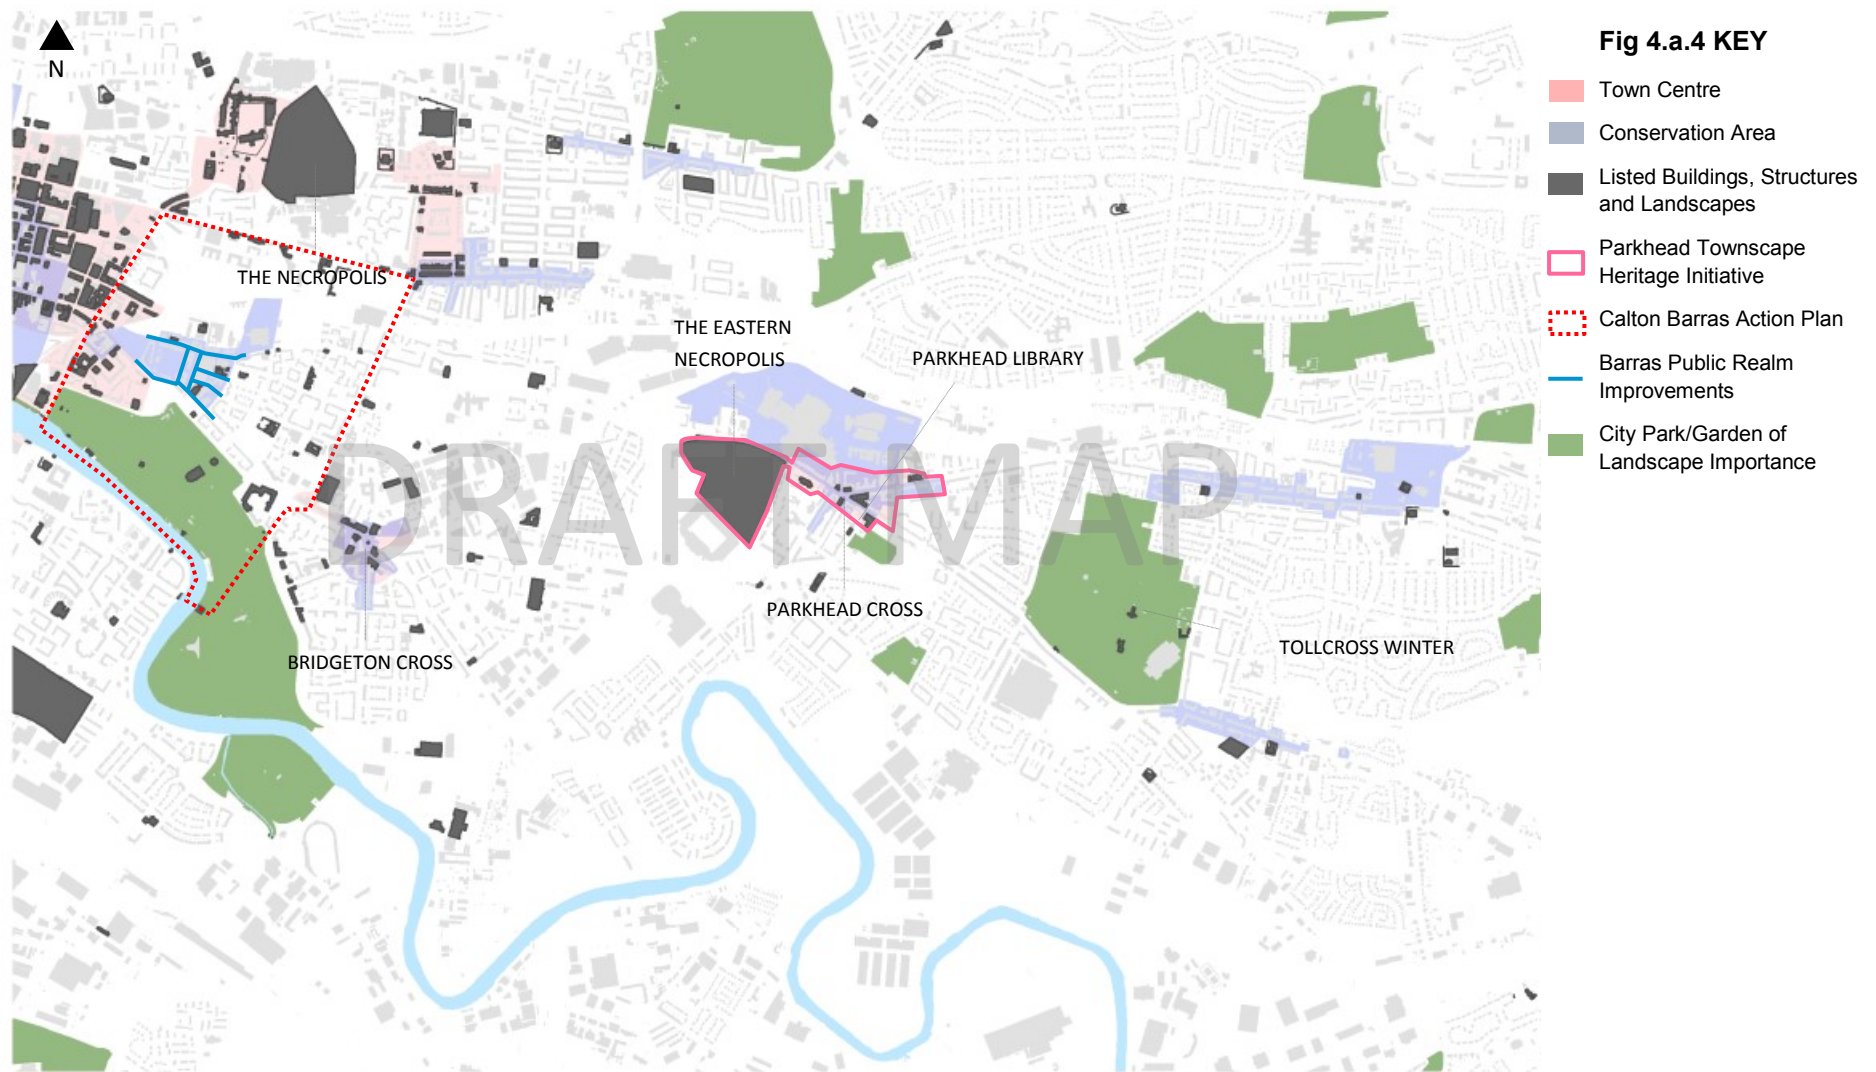 N
THE NECROPOLIS
THE EASTERN
NECROPOLIS
PARKHEAD LIBRARY
DRAFT MAP
PARKHEAD CROSS
BRIDGETON CROSS
TOLLCROSS WINTER
Fig 4.a.4 KEY
Town Centre
Conservation Area
Listed Buildings, Structures
and Landscapes
Parkhead Townscape
Heritage Initiative
Calton Barras Action Plan
Barras Public Realm
Improvements
City Park/Garden of
Landscape Importance